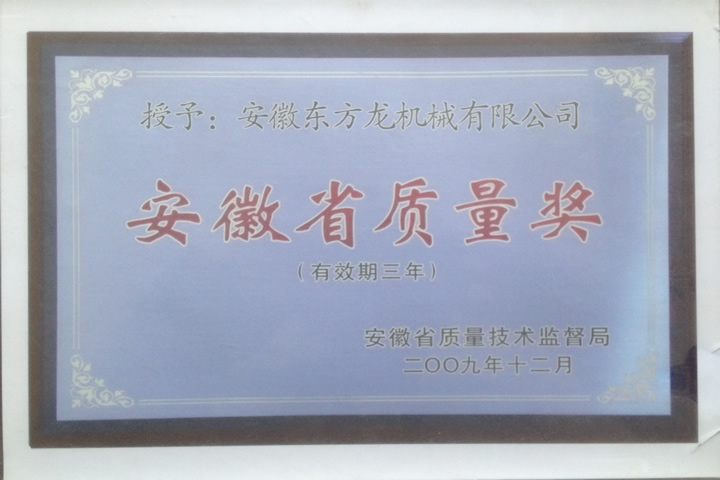 授予：安徽东方龙机械有限公司
安徽省质量奖
（有效期三年）
安徽省质量技术监督局
二〇〇九年十二月